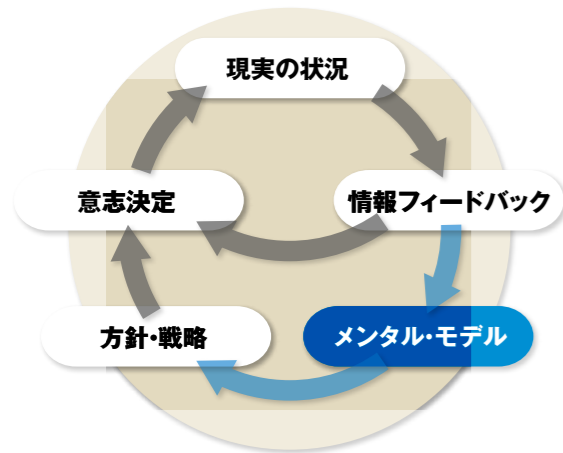 現実の状況
意志決定
情報フィードバック
方針・戦略
メンタル・モデル